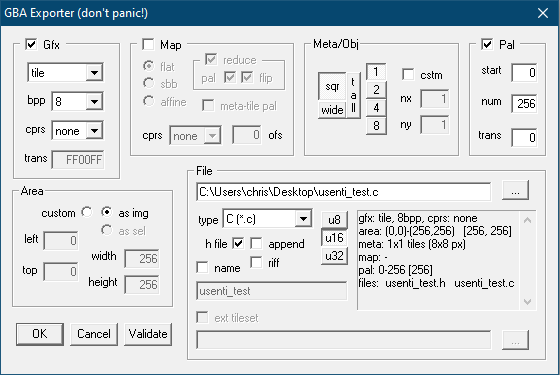 GBA Exporter (don't panic!)
Gfx
tile
bpp 8
cprs none
trans FF00FF
Map
flat
sbb
affine
reduce
pal flip
meta-tile pal
cprs none 0 ofs
Meta/Obj
sqr
wide
tall
1
2
4
8
cstm
nx 1
ny 1
Pal
start 0
num 256
trans 0
Area
custom as img
as sel
left 0
top 0
width 256
height 256
OK
Cancel
Validate
File
C:\Users\chris\Desktop\usenti_test.c
...
type C (*.c)
h file append
name riff
usenti_test
ext tileset
...
u8
u16
u32
gfx: tile, 8bpp, cprs: none
area: (0,0)-(256,256) [256, 256]
meta: 1x1 tiles (8x8 px)
map: -
pal: 0-256 [256]
files: usenti_test.h usenti_test.c